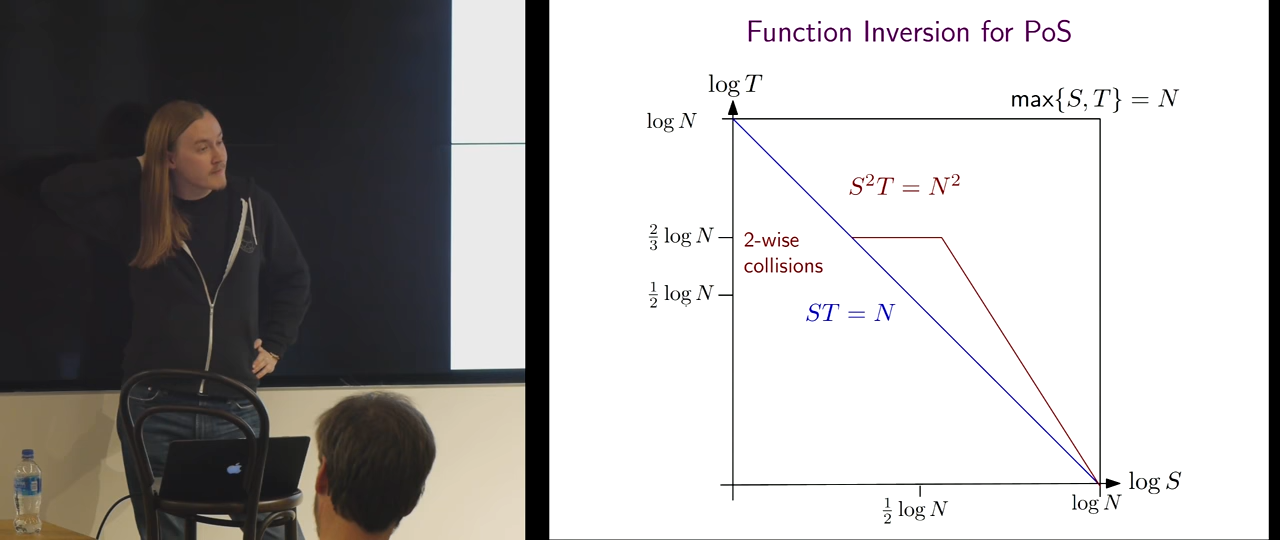 Function Inversion for PoS
log T
max{S, T} = N
log N
S²T = N²
2/3 log N
2-wise
collisions
1/2 log N
ST = N
log S
1/2 log N
log N